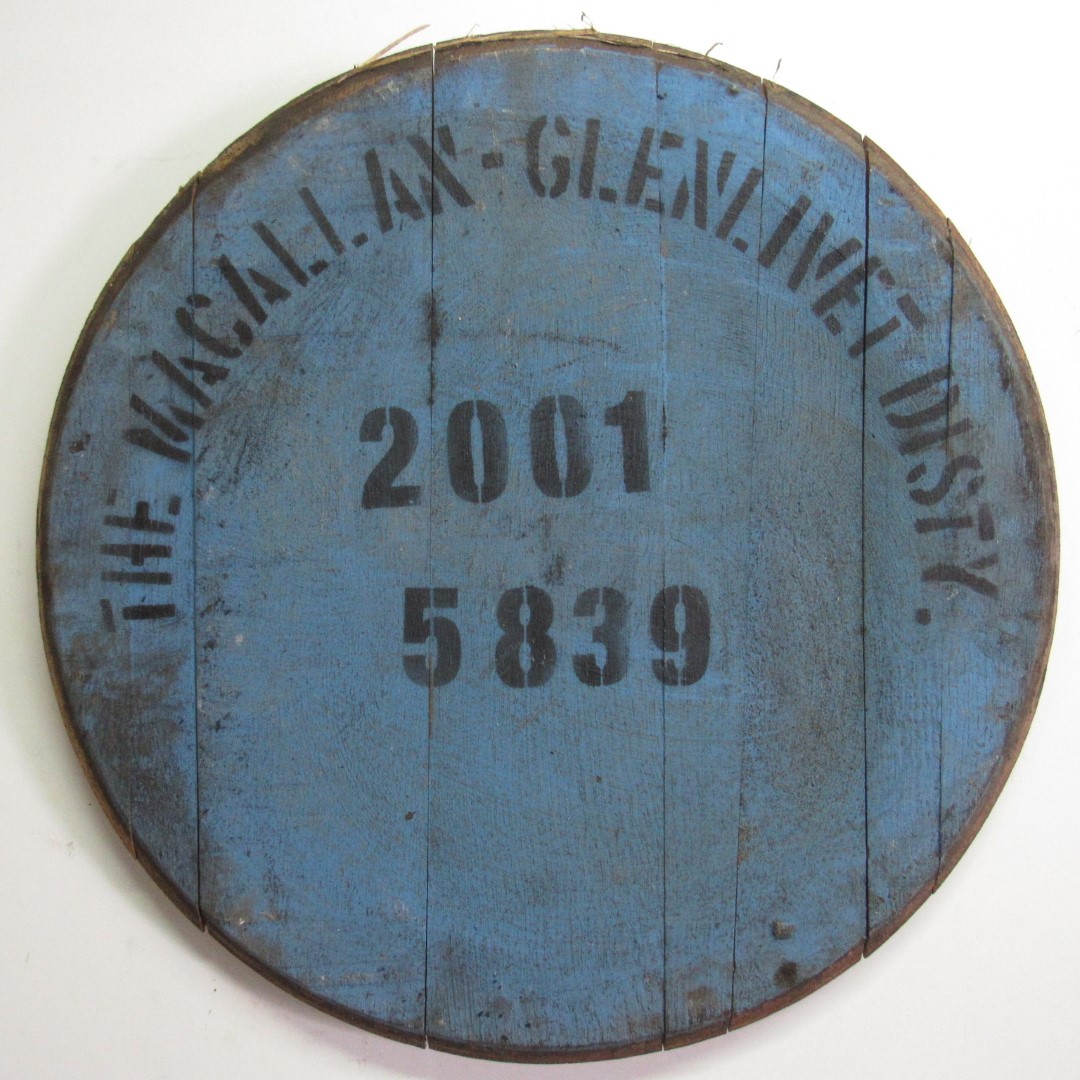 THE MACALLAN-GLENLIVET DISTY.
2001
5839